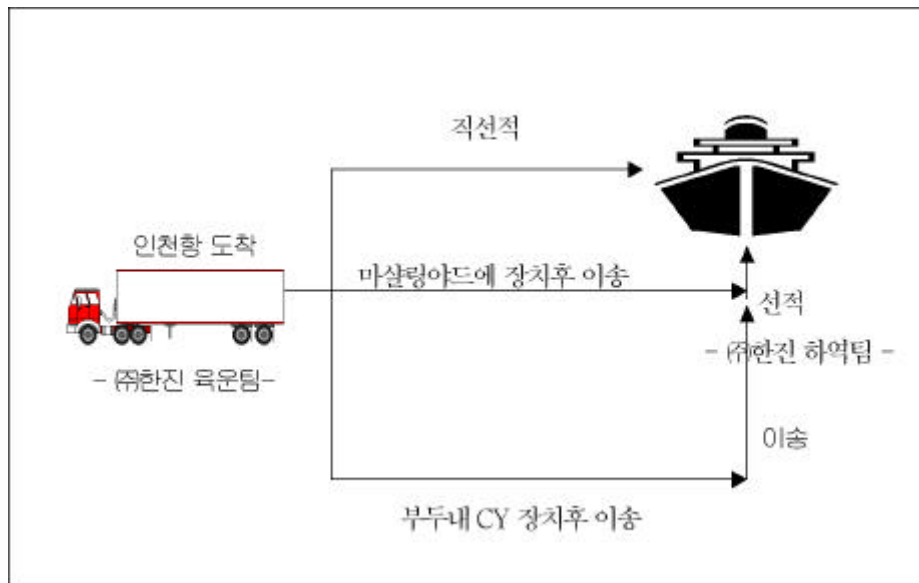 직선적
인천항 도착
마샬링야드에 장치후 이송
선적
- ㈜한진 하역팀 -
- ㈜한진 육운팀-
이송
부두내 CY 장치후 이송